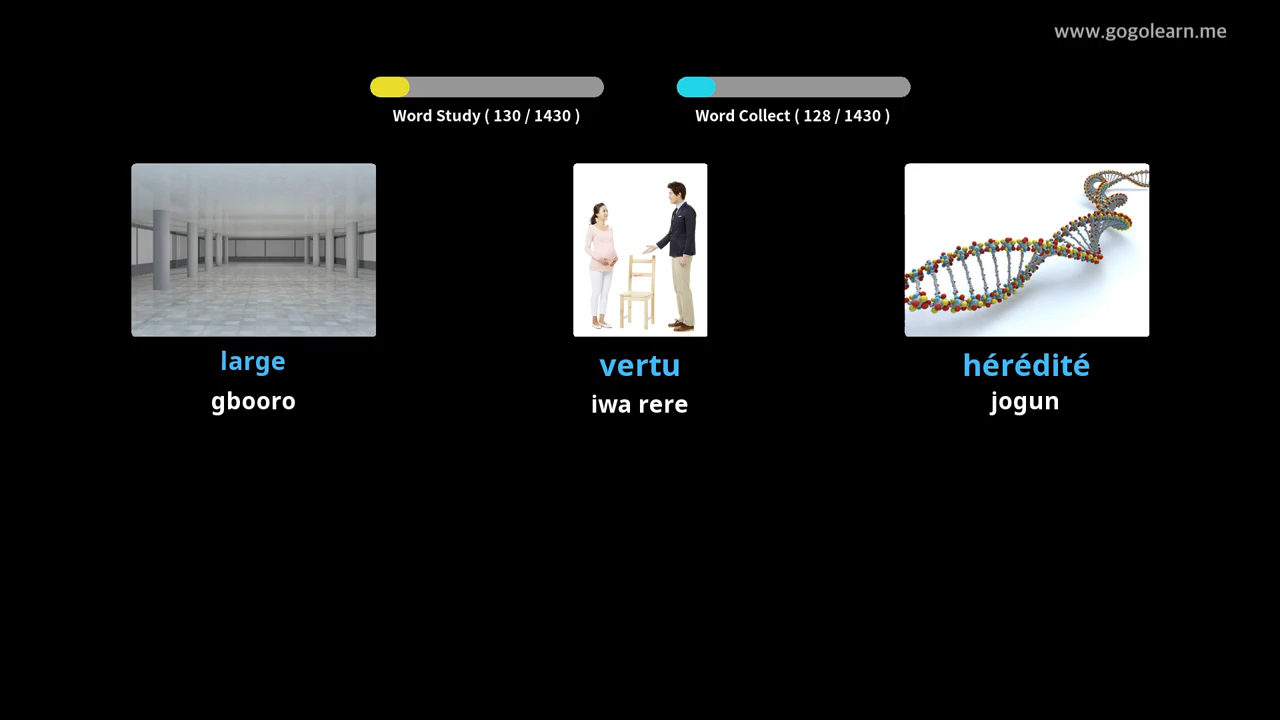 www.gogolearn.me
Word Study ( 130 / 1430 )
Word Collect ( 128 / 1430 )
large
gbooro
vertu
iwa rere
hérédité
jogun